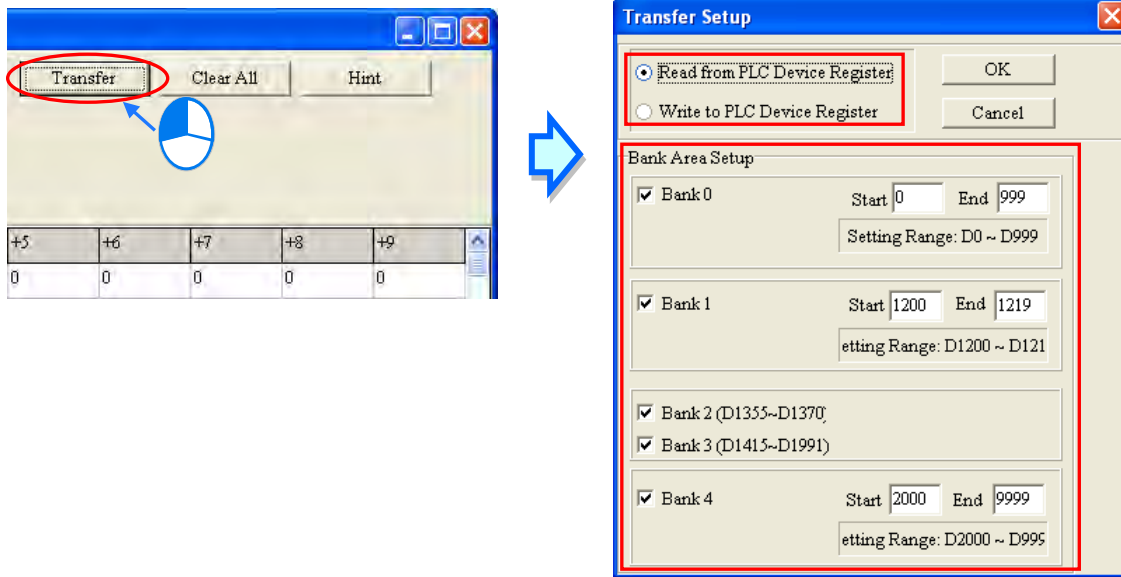 Transfer Clear All Hint
+5 +6 +7 +8 +9
0 0 0 0 0
Transfer Setup
Read from PLC Device Register OK
Write to PLC Device Register Cancel
Bank Area Setup
Bank 0 Start 0 End 999
Setting Range: D0 ~ D999
Bank 1 Start 1200 End 1219
etting Range: D1200 ~ D121
Bank 2 (D1355~D1370)
Bank 3 (D1415~D1991)
Bank 4 Start 2000 End 9999
etting Range: D2000 ~ D999